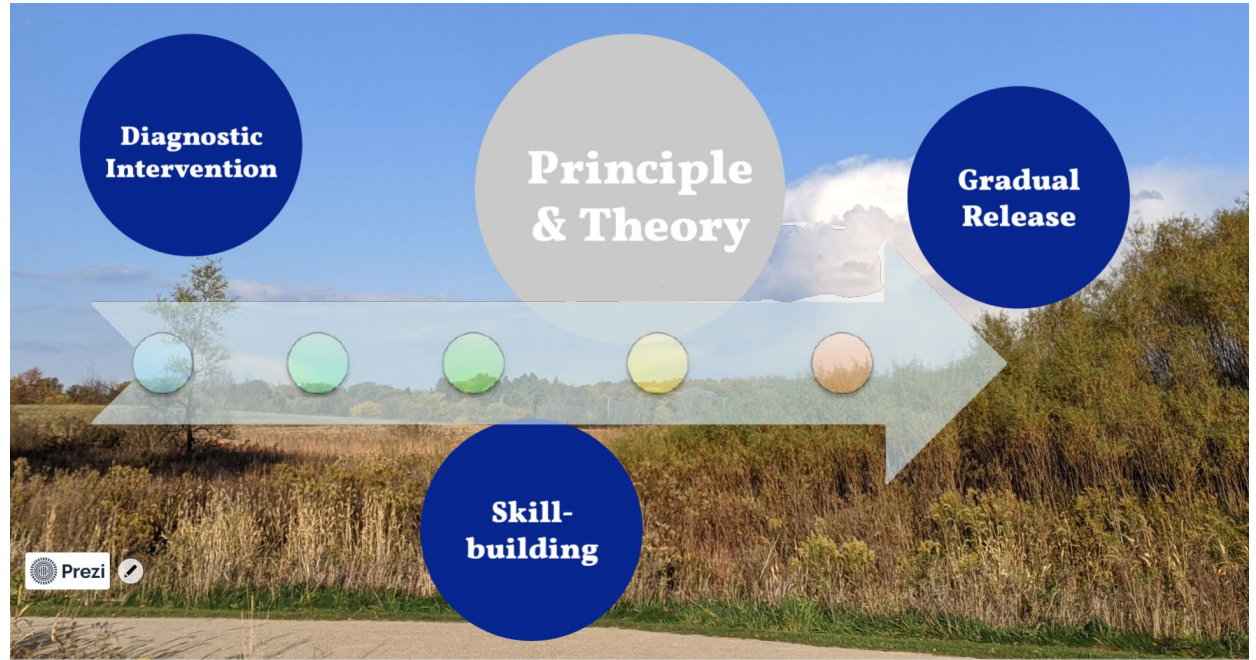 Diagnostic
Intervention
Principle
& Theory
Gradual
Release
Skill-
building
Prezi